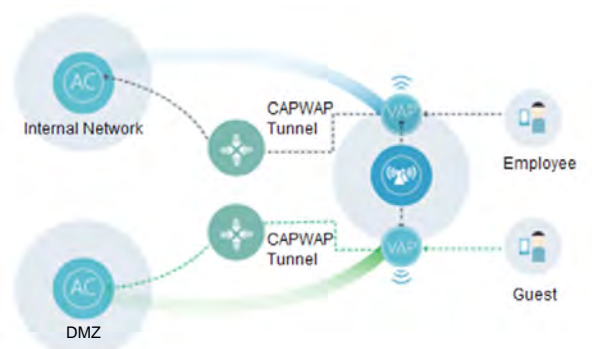 AC
Internal Network
CAPWAP
Tunnel
VAP
Employee
CAPWAP
Tunnel
VAP
AC
Guest
DMZ